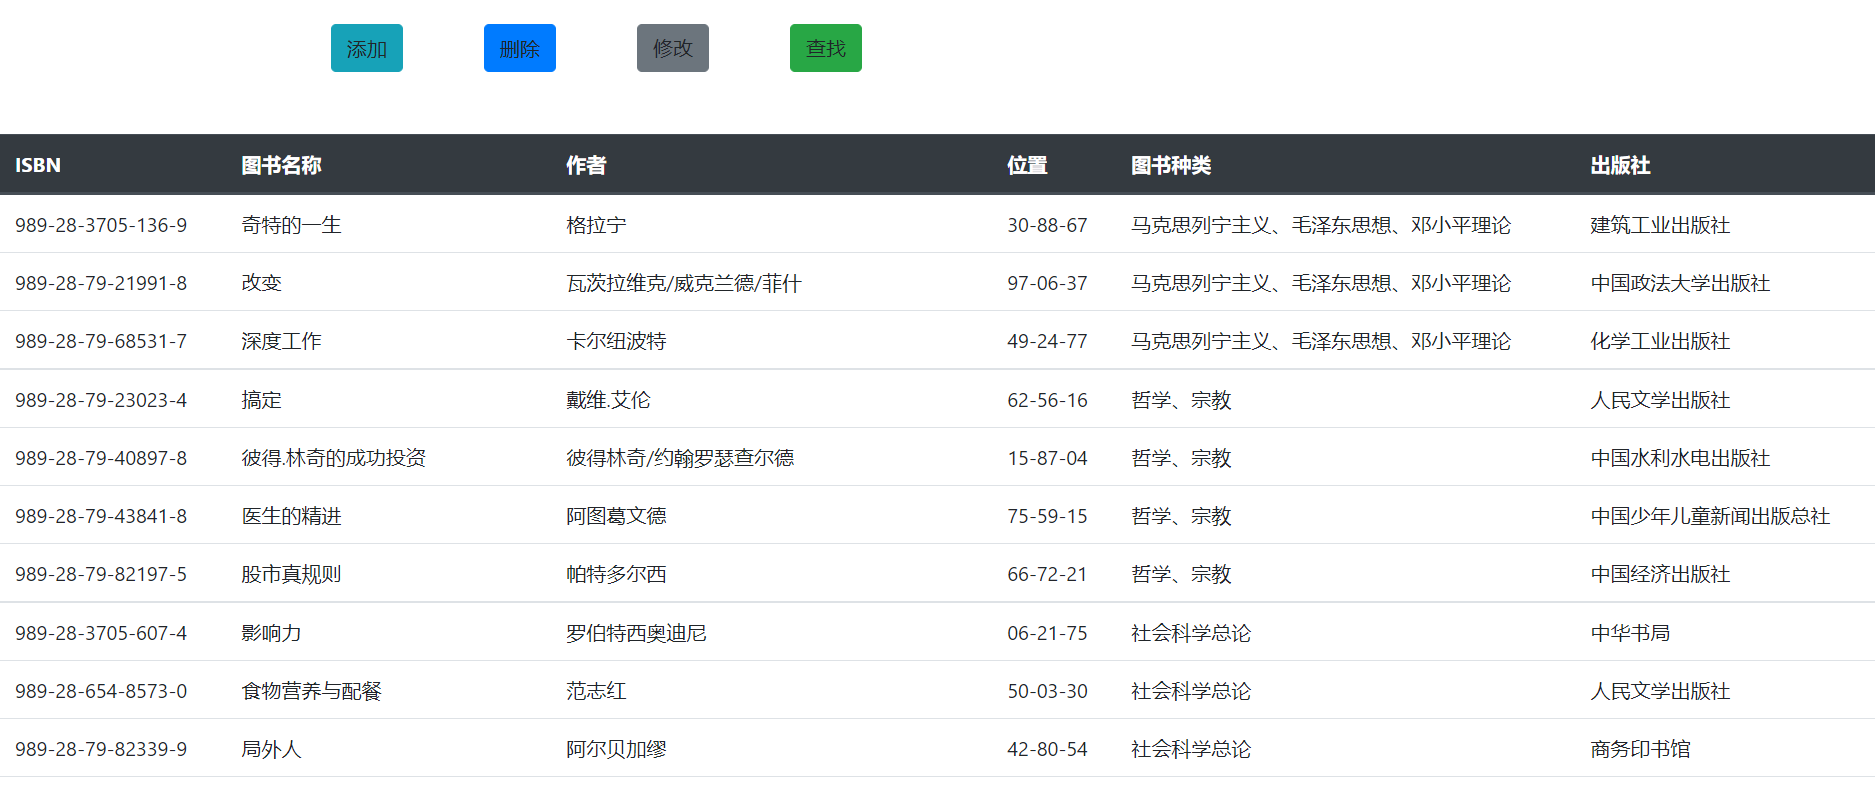 添加 删除 修改 查找
ISBN 图书名称 作者 位置 图书种类 出版社
989-28-3705-136-9 奇特的一生 格拉宁 30-88-67 马克思列宁主义、毛泽东思想、邓小平理论 建筑工业出版社
989-28-79-21991-8 改变 瓦茨拉维克/威克兰德/菲什 97-06-37 马克思列宁主义、毛泽东思想、邓小平理论 中国政法大学出版社
989-28-79-68531-7 深度工作 卡尔纽波特 49-24-77 马克思列宁主义、毛泽东思想、邓小平理论 化学工业出版社
989-28-79-23023-4 搞定 戴维.艾伦 62-56-16 哲学、宗教 人民文学出版社
989-28-79-40897-8 彼得.林奇的成功投资 彼得林奇/约翰罗瑟查尔德 15-87-04 哲学、宗教 中国水利水电出版社
989-28-79-43841-8 医生的精进 阿图葛文德 75-59-15 哲学、宗教 中国少年儿童新闻出版总社
989-28-79-82197-5 股市真规则 帕特多尔西 66-72-21 哲学、宗教 中国经济出版社
989-28-3705-607-4 影响力 罗伯特西奥迪尼 06-21-75 社会科学总论 中华书局
989-28-654-8573-0 食物营养与配餐 范志红 50-03-30 社会科学总论 人民文学出版社
989-28-79-82339-9 局外人 阿尔贝加缪 42-80-54 社会科学总论 商务印书馆